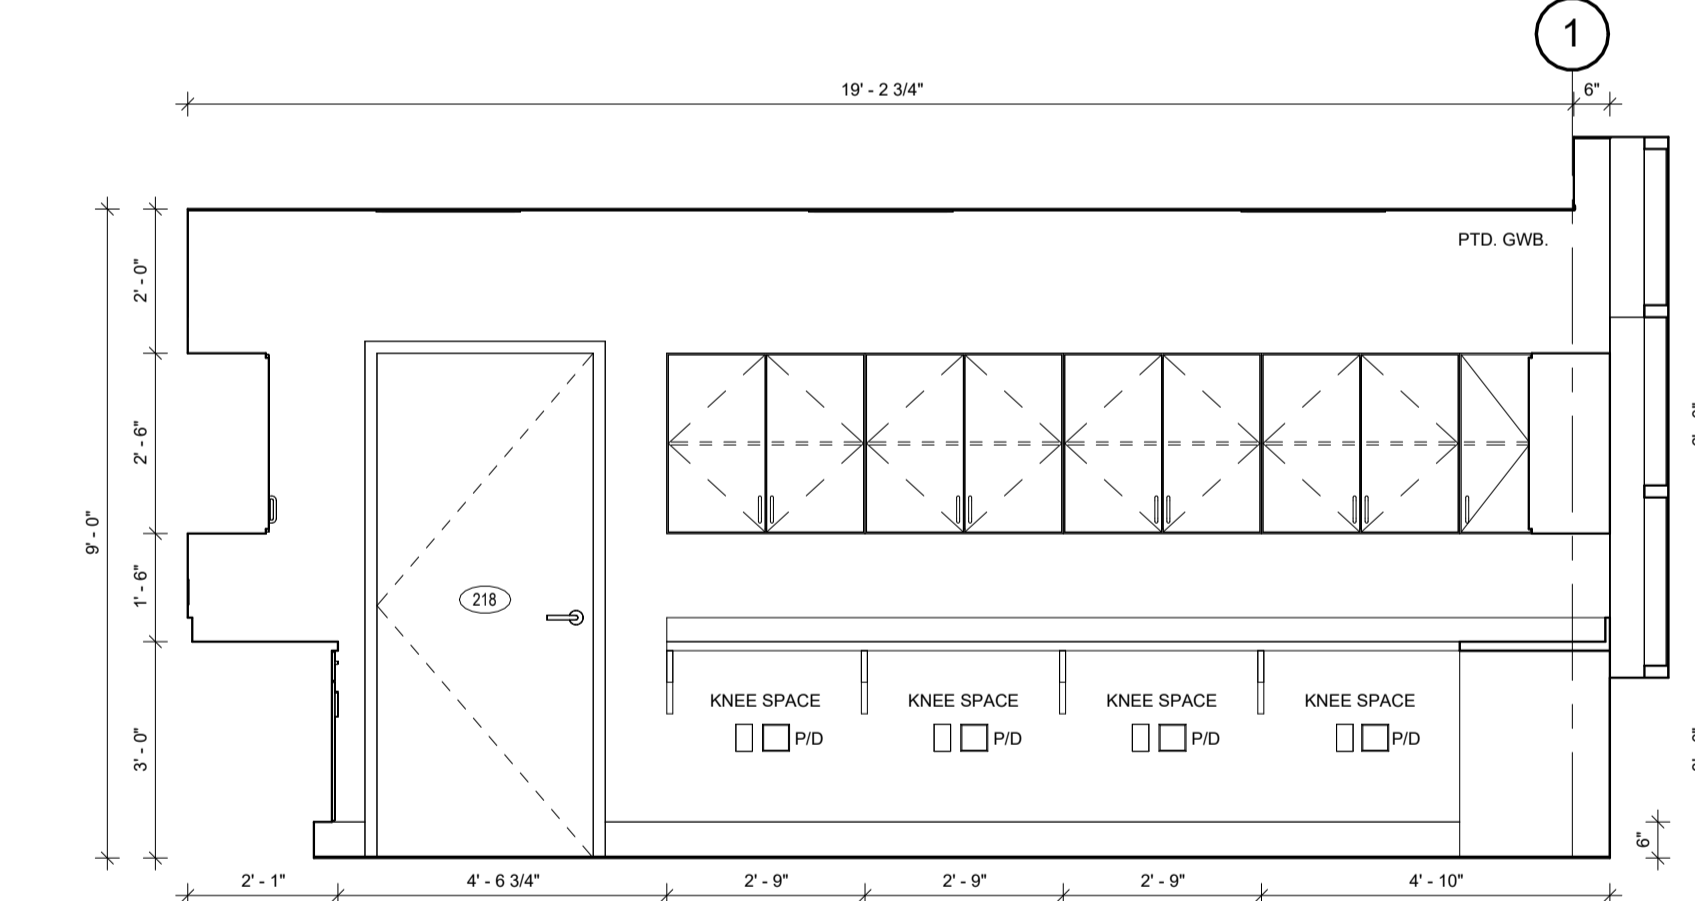 1
19' - 2 3/4"
6"
PTD. GWB.
2' - 0"
2' - 6"
9' - 0"
1' - 6"
218
KNEE SPACE
KNEE SPACE
KNEE SPACE
KNEE SPACE
P/D
P/D
P/D
P/D
3' - 0"
6"
2' - 1"
4' - 6 3/4"
2' - 9"
2' - 9"
2' - 9"
4' - 10"